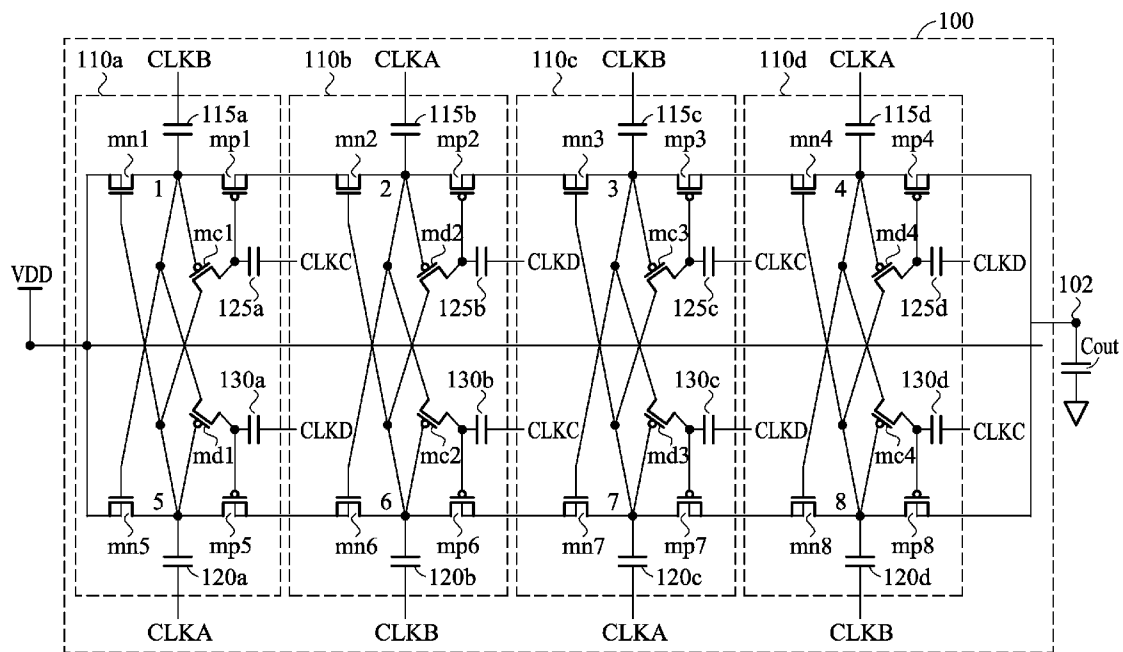 100
110a CLKB 110b CLKA 110c CLKB 110d CLKA
115a 115b 115c 115d
mn1 mp1 mn2 mp2 mn3 mp3 mn4 mp4
1 2 3 4
mc1 md2 mc3 md4
VDD CLKC CLKD CLKC CLKD
125a 125b 125c 125d 102
Cout
130a 130b 130c 130d
CLKD CLKC CLKD CLKC
md1 mc2 md3 mc4
5 6 7 8
mn5 mp5 mn6 mp6 mn7 mp7 mn8 mp8
120a 120b 120c 120d
CLKA CLKB CLKA CLKB